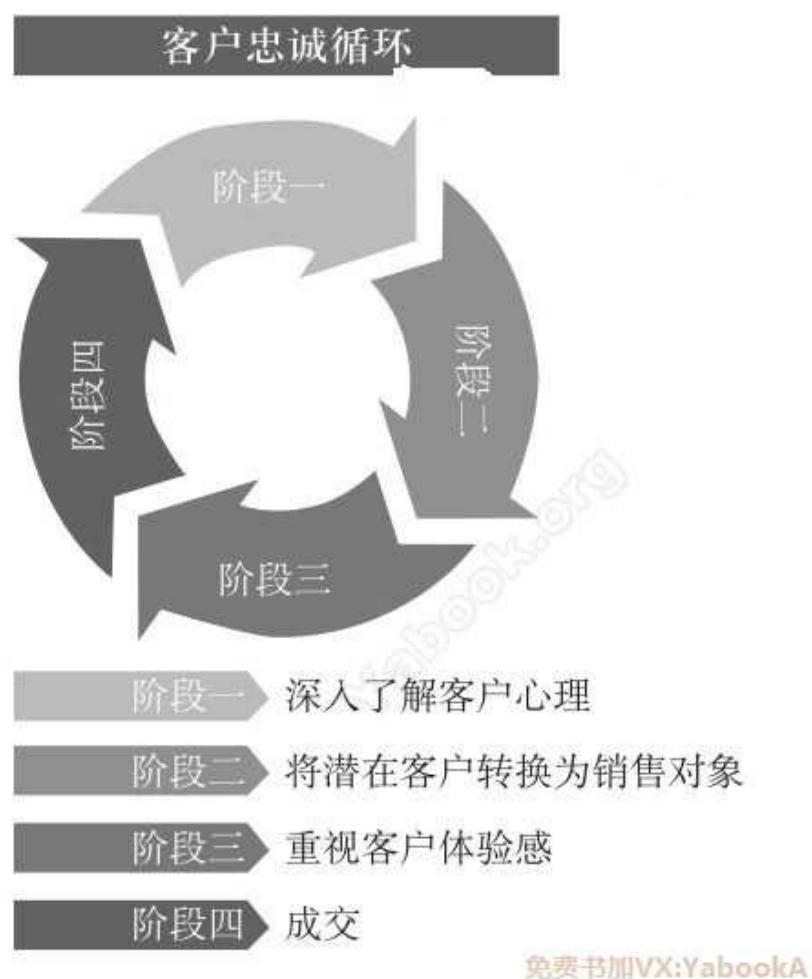 客户忠诚循环
阶段一
阶段二
阶段三
阶段四
阶段一 深入了解客户心理
阶段二 将潜在客户转换为销售对象
阶段三 重视客户体验感
阶段四 成交
Yabook.org
免费书加VX:YabookA